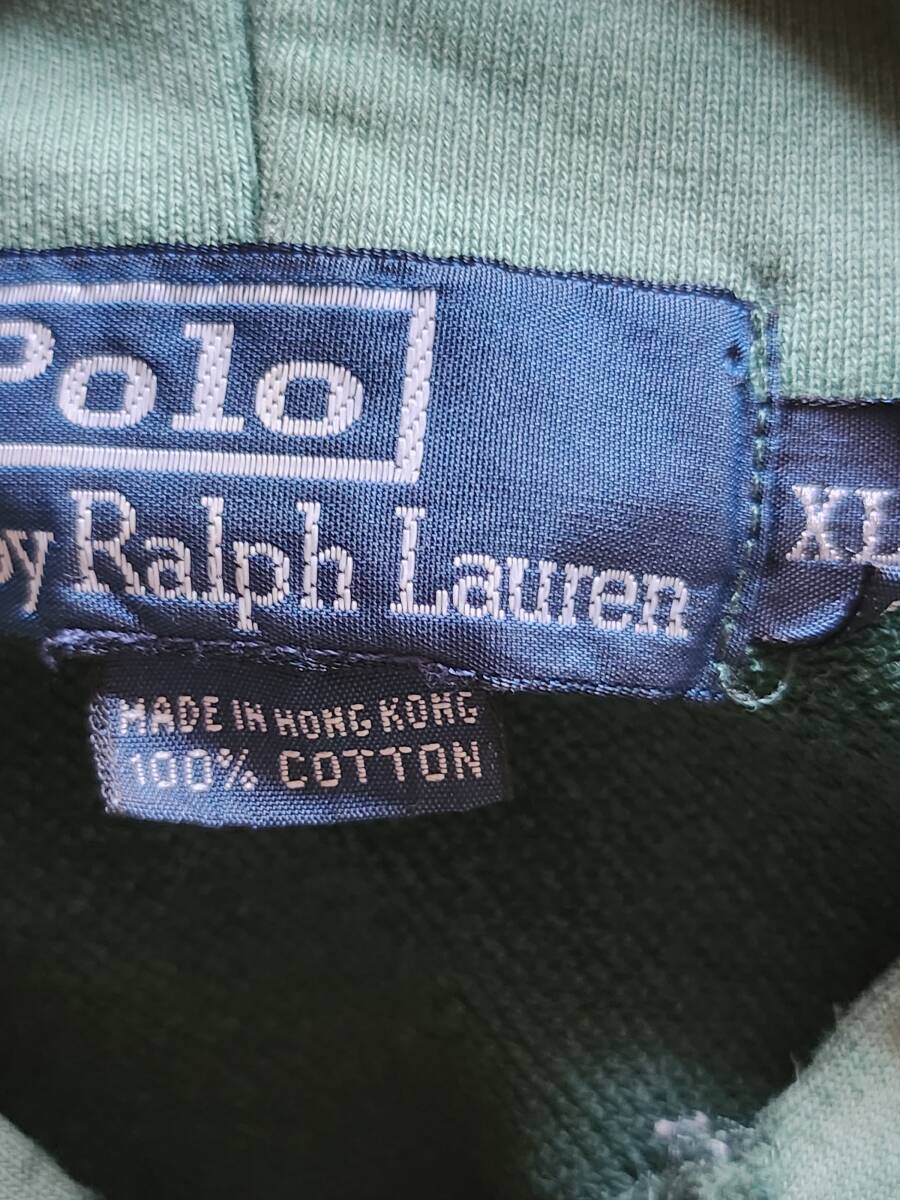 Polo
by Ralph Lauren
XL
MADE IN HONG KONG
100% COTTON